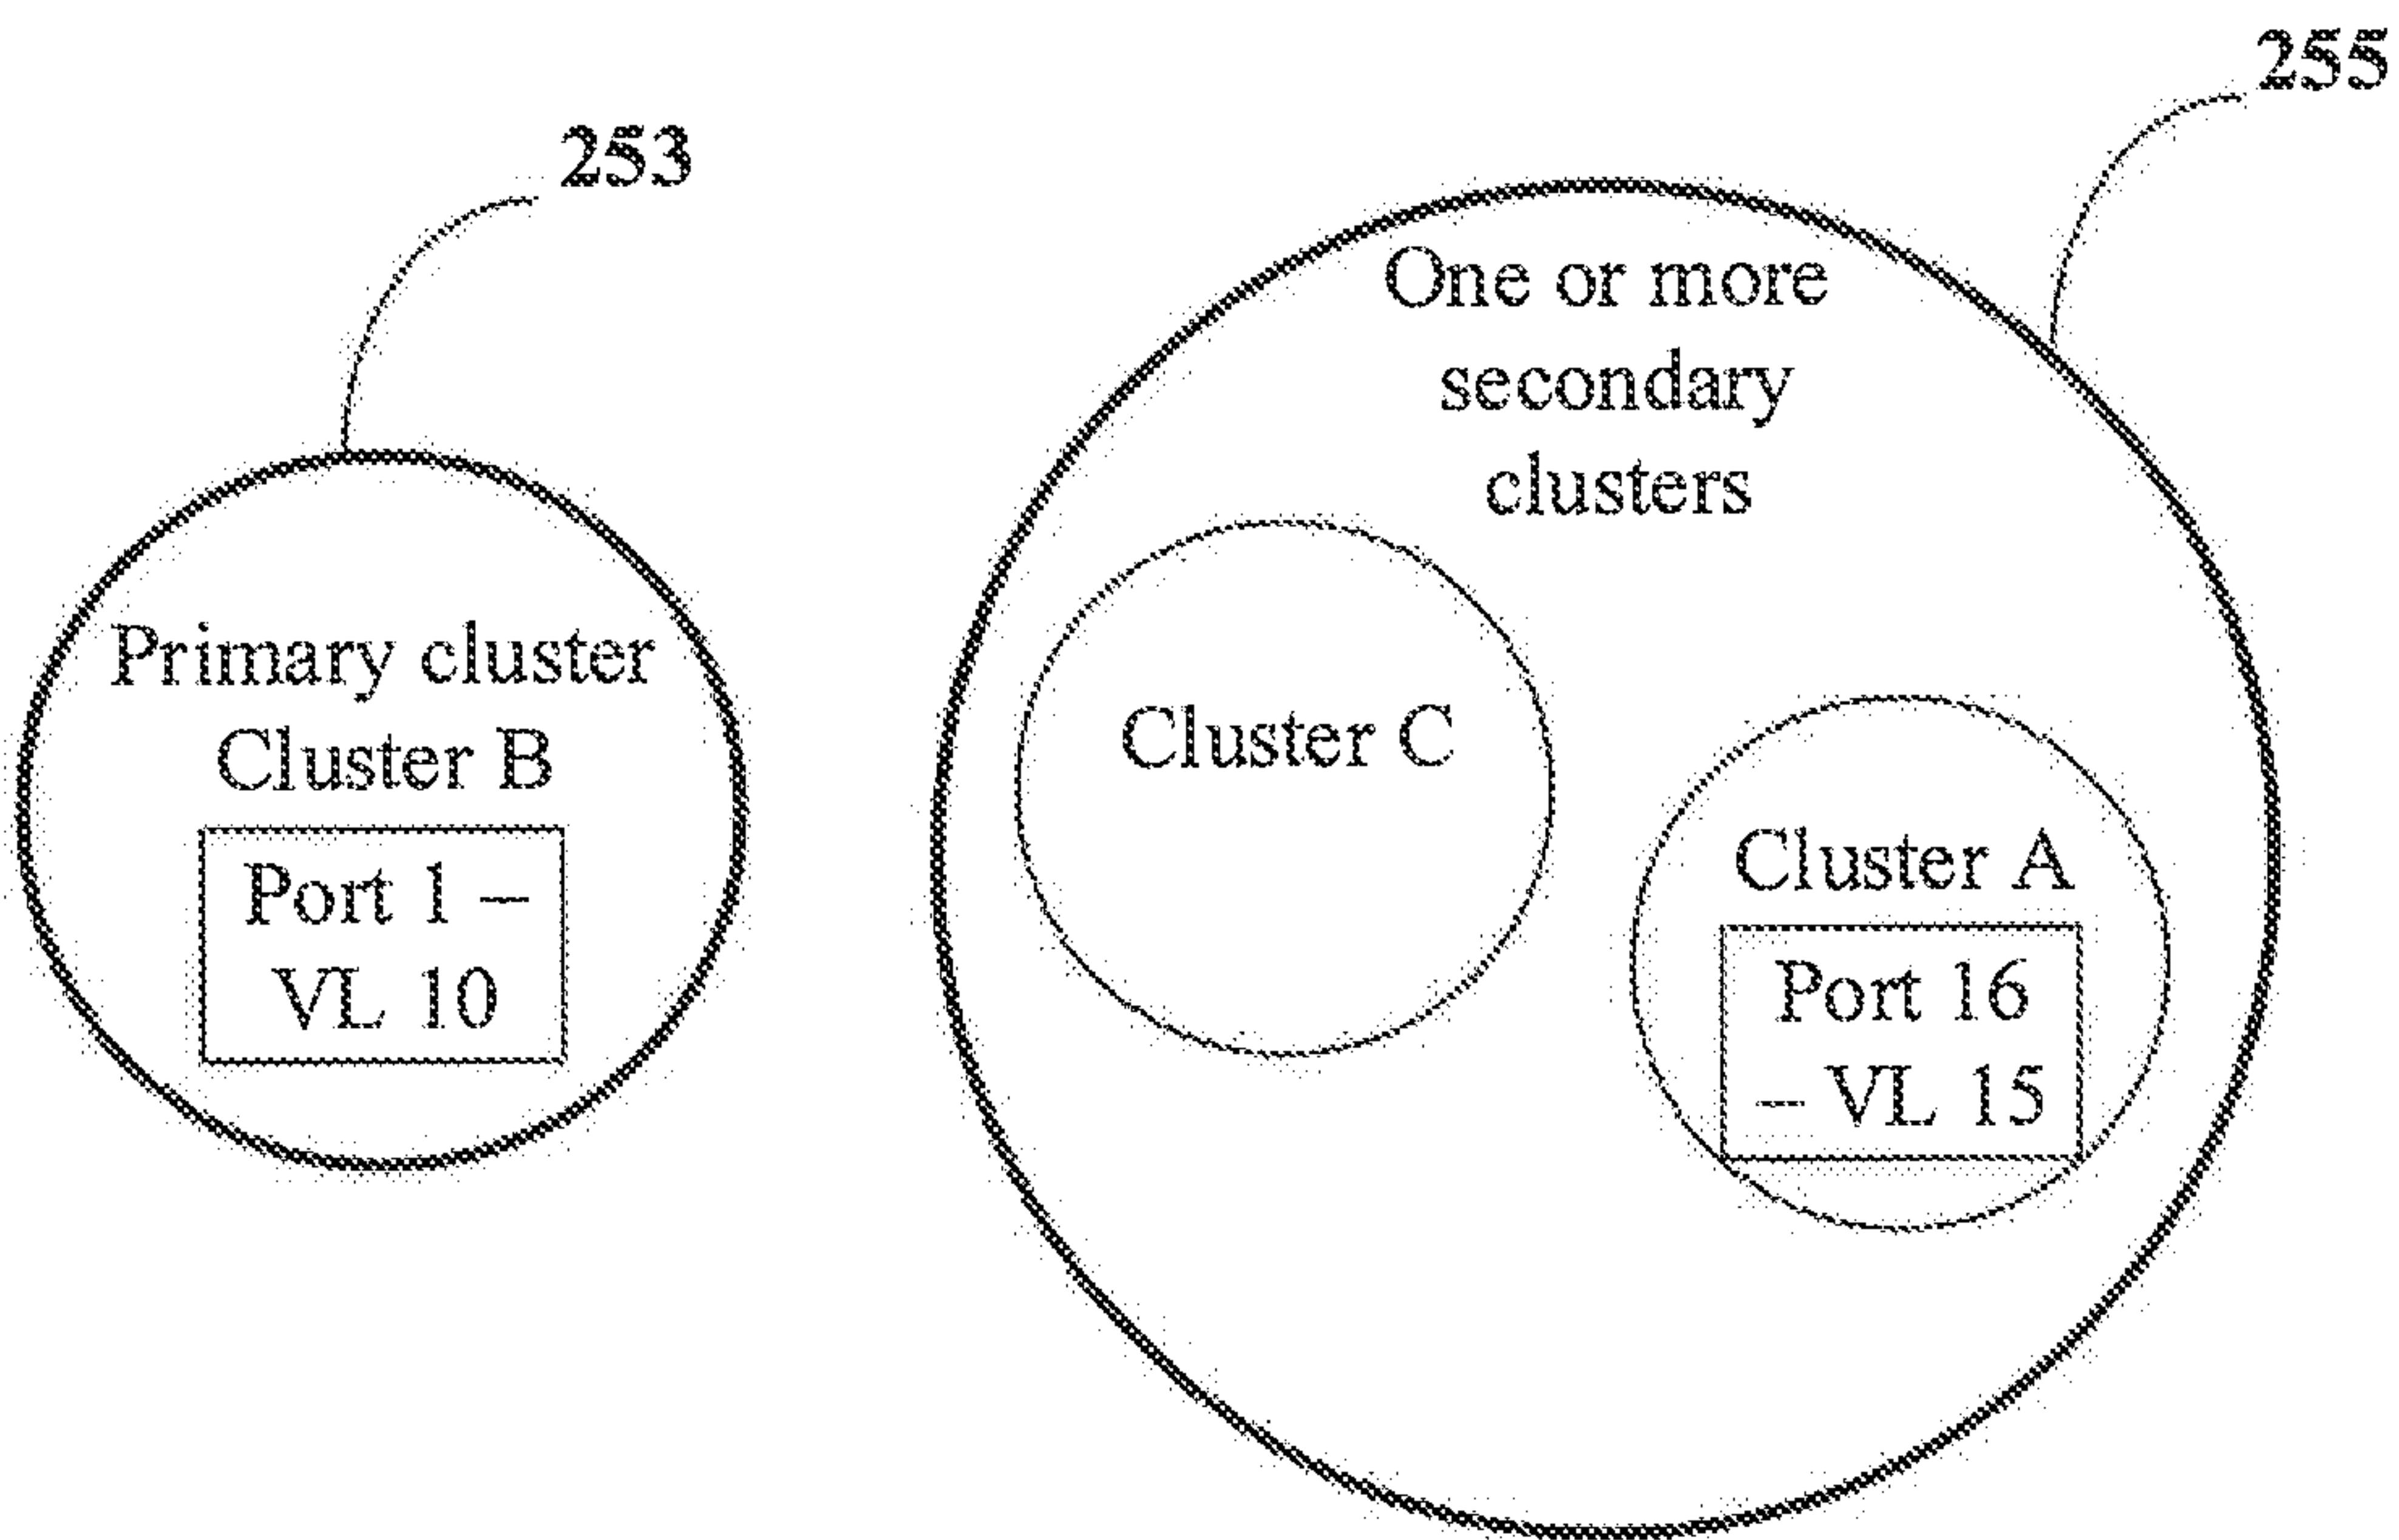 253
255
One or more
secondary
clusters
Primary cluster
Cluster B
Port 1 –
VL 10
Cluster C
Cluster A
Port 16
– VL 15